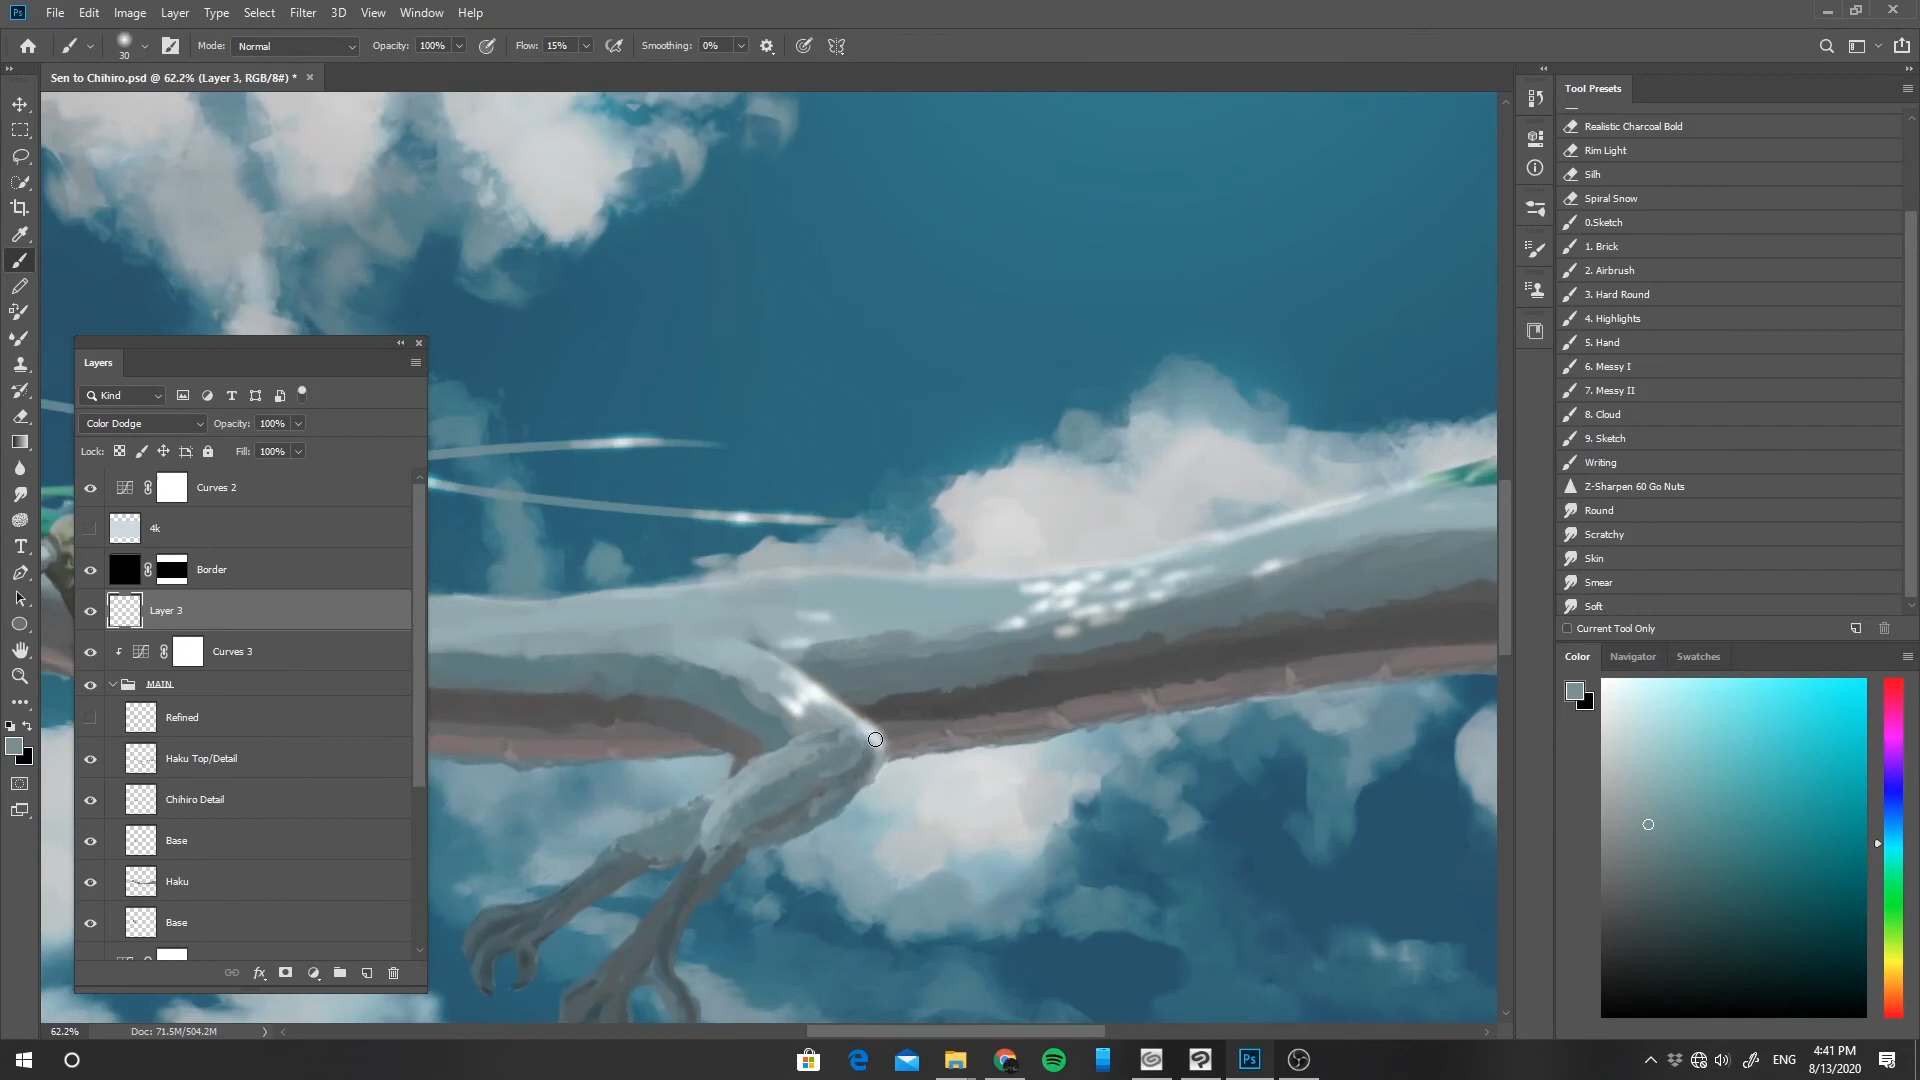 Ps File Edit Image Layer Type Select Filter 3D View Window Help
30 Mode: Normal Opacity: 100% Flow: 15% Smoothing: 0%
Sen to Chihiro.psd @ 62.2% (Layer 3, RGB/8#) *
Layers
Kind
Color Dodge Opacity: 100%
Lock: Fill: 100%
Curves 2
4k
Border
Layer 3
Curves 3
MAIN
Refined
Haku Top/Detail
Chihiro Detail
Base
Haku
Base
fx
62.2% Doc: 71.5M/504.2M
Tool Presets
Realistic Charcoal Bold
Rim Light
Silh
Spiral Snow
0.Sketch
1. Brick
2. Airbrush
3. Hard Round
4. Highlights
5. Hand
6. Messy I
7. Messy II
8. Cloud
9. Sketch
Writing
Z-Sharpen 60 Go Nuts
Round
Scratchy
Skin
Smear
Soft
Current Tool Only
Color Navigator Swatches
Ps
ENG
4:41 PM
8/13/2020